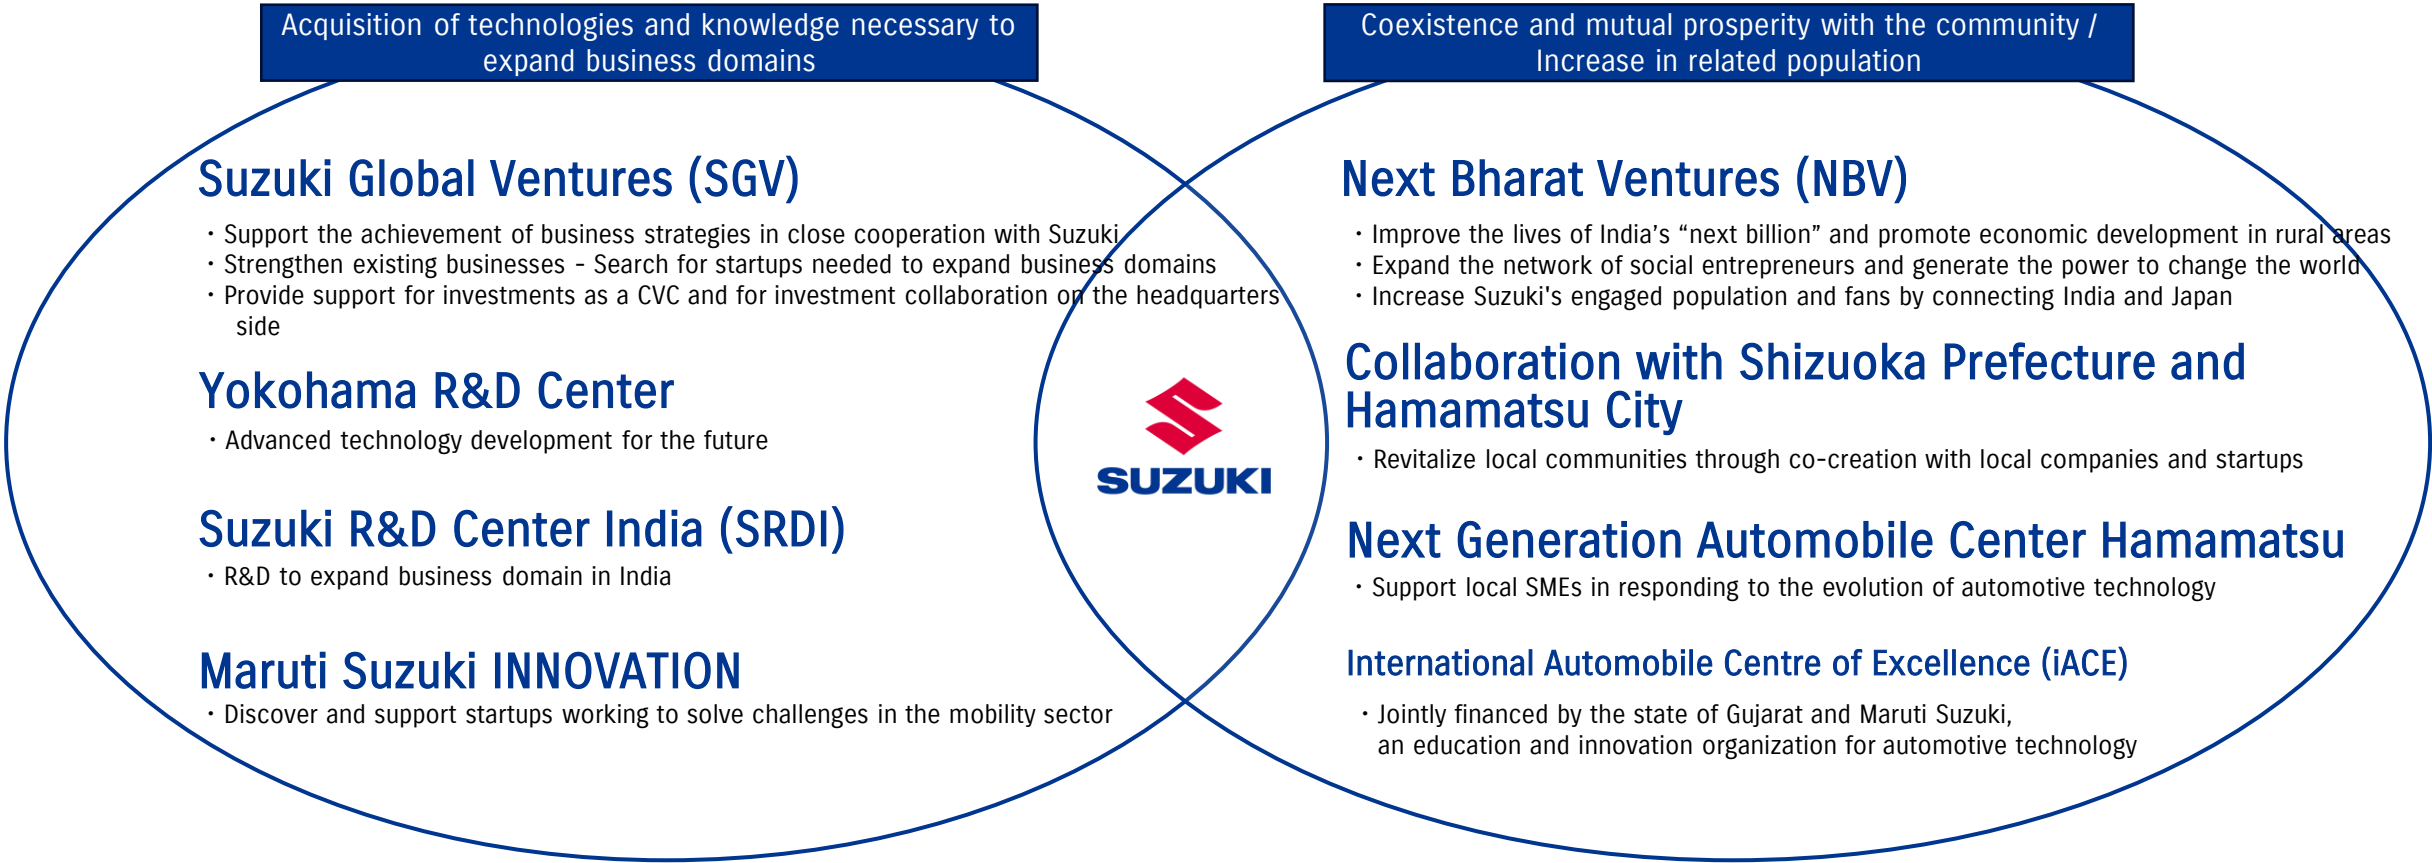 Acquisition of technologies and knowledge necessary to
expand business domains
Suzuki Global Ventures (SGV)
・Support the achievement of business strategies in close cooperation with Suzuki
・Strengthen existing businesses - Search for startups needed to expand business domains
・Provide support for investments as a CVC and for investment collaboration on the headquarters
side
Yokohama R&D Center
・Advanced technology development for the future
Suzuki R&D Center India (SRDI)
・R&D to expand business domain in India
Maruti Suzuki INNOVATION
・Discover and support startups working to solve challenges in the mobility sector
SUZUKI
Coexistence and mutual prosperity with the community /
Increase in related population
Next Bharat Ventures (NBV)
・Improve the lives of India’s “next billion” and promote economic development in rural areas
・Expand the network of social entrepreneurs and generate the power to change the world
・Increase Suzuki's engaged population and fans by connecting India and Japan
Collaboration with Shizuoka Prefecture and
Hamamatsu City
・Revitalize local communities through co-creation with local companies and startups
Next Generation Automobile Center Hamamatsu
・Support local SMEs in responding to the evolution of automotive technology
International Automobile Centre of Excellence (iACE)
・Jointly financed by the state of Gujarat and Maruti Suzuki,
an education and innovation organization for automotive technology